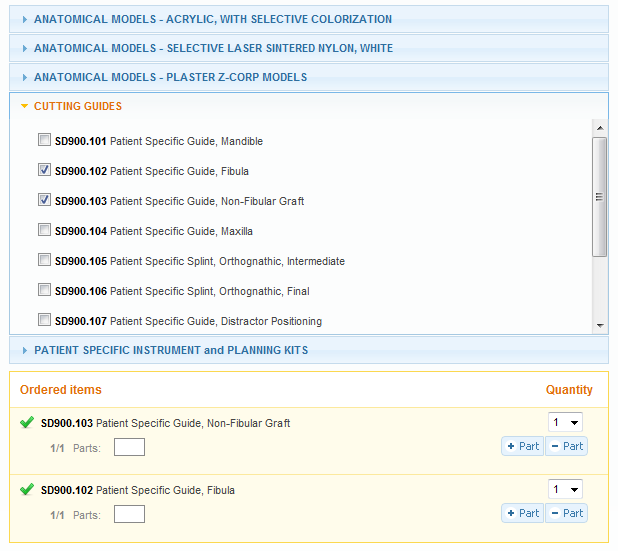 ANATOMICAL MODELS - ACRYLIC, WITH SELECTIVE COLORIZATION
ANATOMICAL MODELS - SELECTIVE LASER SINTERED NYLON, WHITE
ANATOMICAL MODELS - PLASTER Z-CORP MODELS
CUTTING GUIDES
SD900.101 Patient Specific Guide, Mandible
SD900.102 Patient Specific Guide, Fibula
SD900.103 Patient Specific Guide, Non-Fibular Graft
SD900.104 Patient Specific Guide, Maxilla
SD900.105 Patient Specific Splint, Orthognathic, Intermediate
SD900.106 Patient Specific Splint, Orthognathic, Final
SD900.107 Patient Specific Guide, Distractor Positioning
PATIENT SPECIFIC INSTRUMENT and PLANNING KITS
Ordered items Quantity
SD900.103 Patient Specific Guide, Non-Fibular Graft 1
1/1 Parts: + Part − Part
SD900.102 Patient Specific Guide, Fibula 1
1/1 Parts: + Part − Part